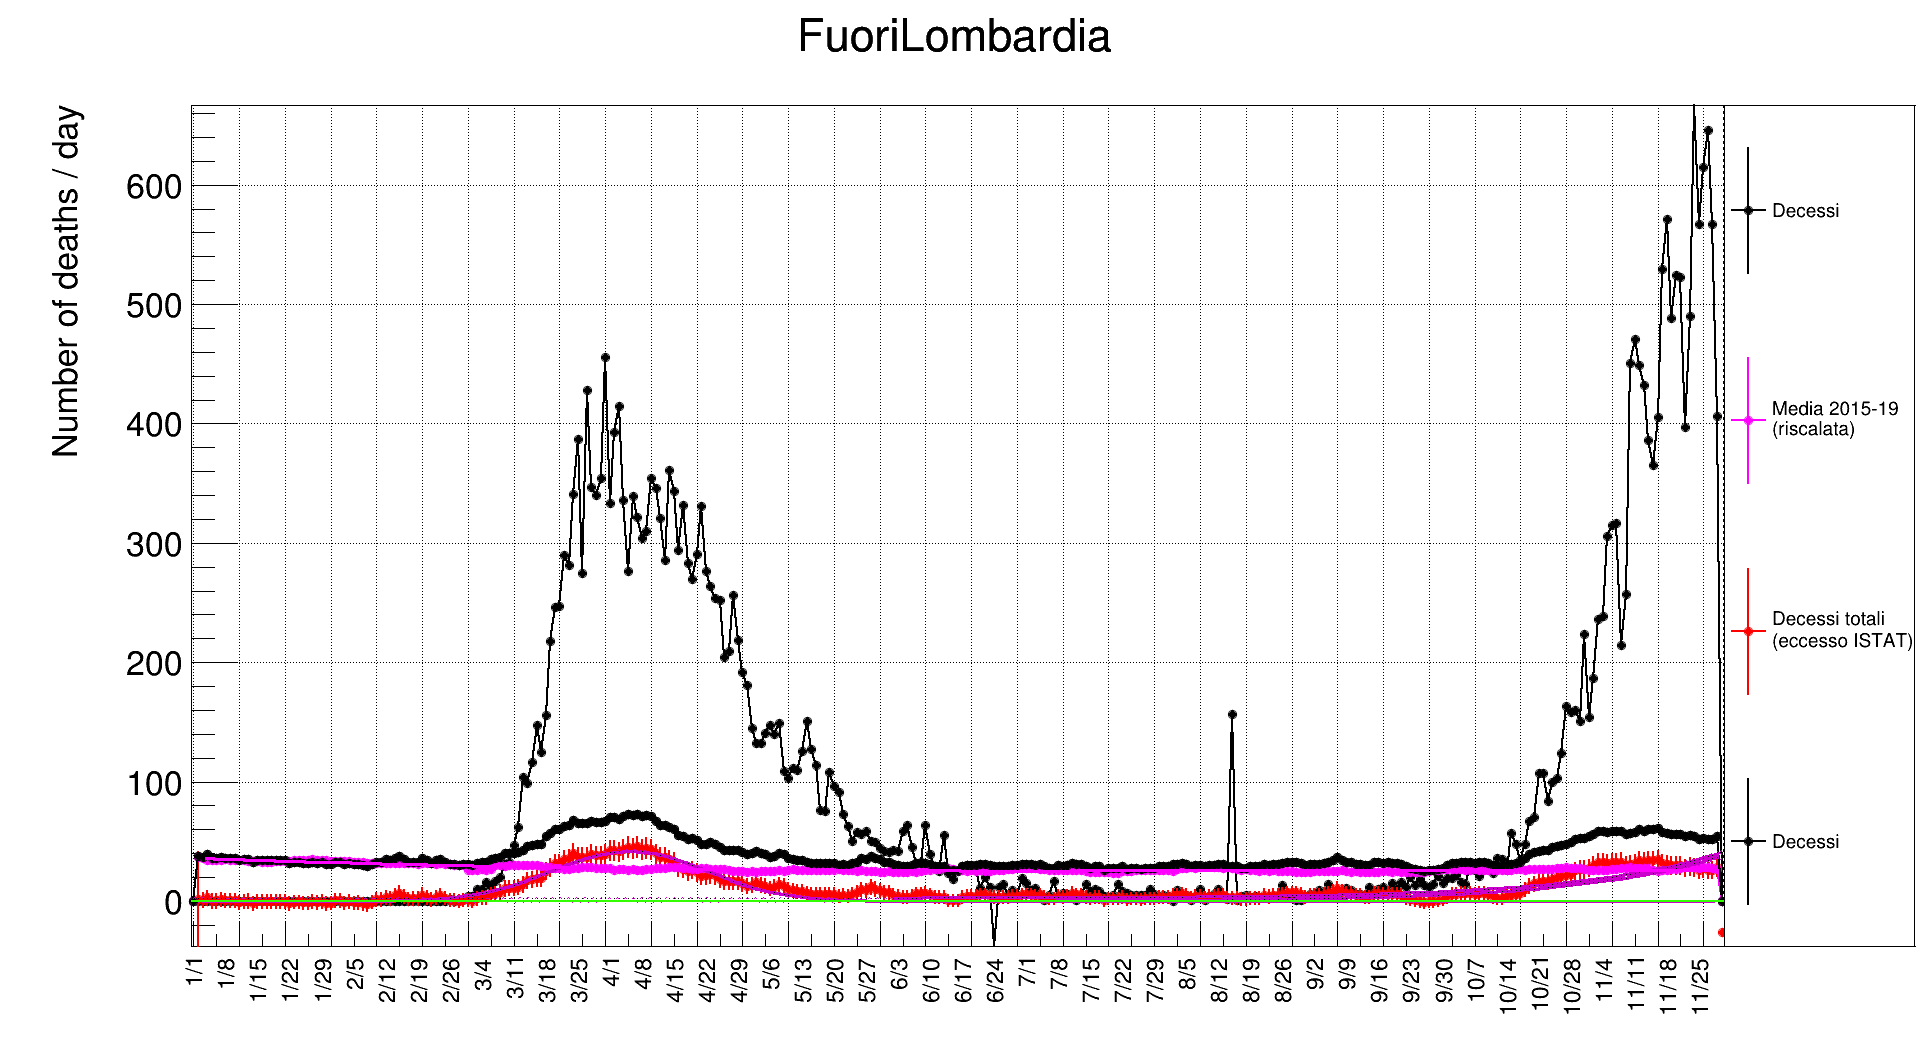 FuoriLombardia
Number of deaths / day
600
500
400
300
200
100
0
1/1 1/8 1/15 1/22 1/29 2/5 2/12 2/19 2/26 3/4 3/11 3/18 3/25 4/1 4/8 4/15 4/22 4/29 5/6 5/13 5/20 5/27 6/3 6/10 6/17 6/24 7/1 7/8 7/15 7/22 7/29 8/5 8/12 8/19 8/26 9/2 9/9 9/16 9/23 9/30 10/7 10/14 10/21 10/28 11/4 11/11 11/18 11/25
Decessi
Media 2015-19
(riscalata)
Decessi totali
(eccesso ISTAT)
Decessi